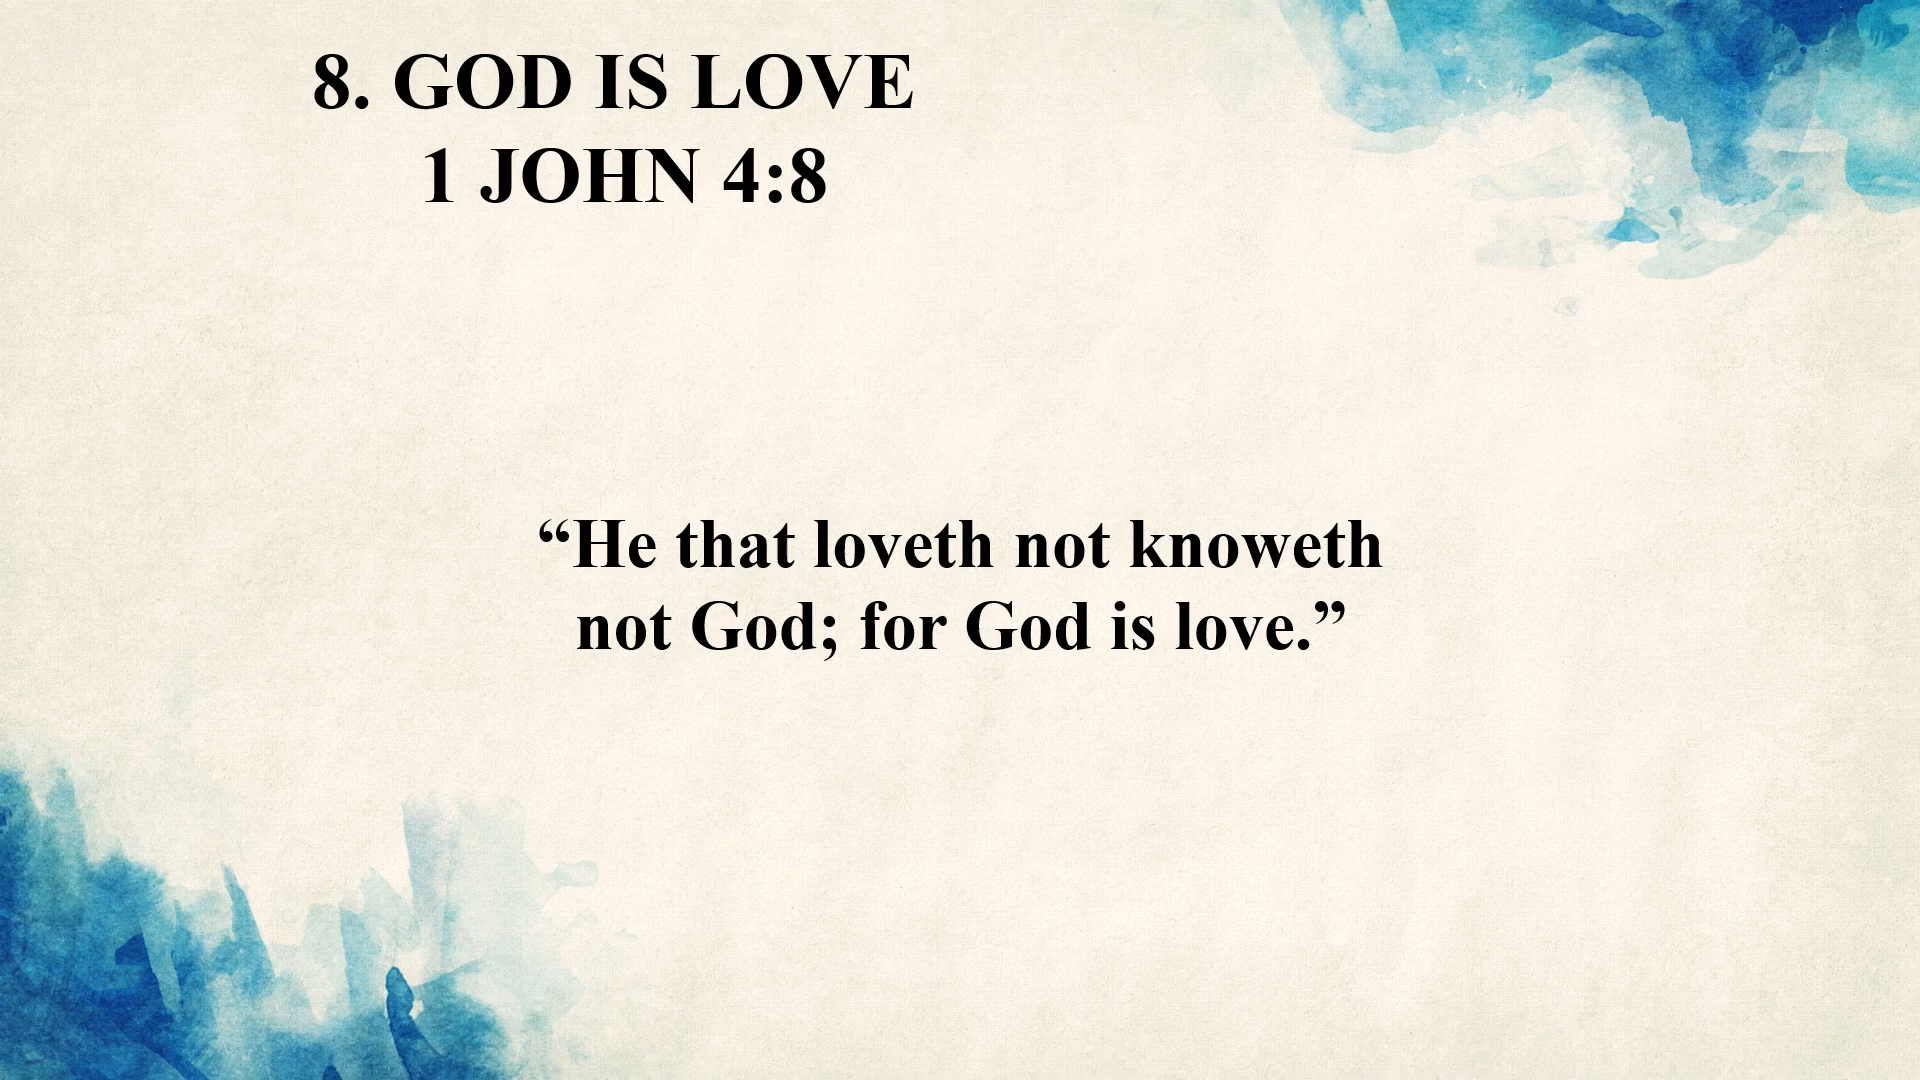 8. GOD IS LOVE
1 JOHN 4:8
“He that loveth not knoweth
not God; for God is love.”